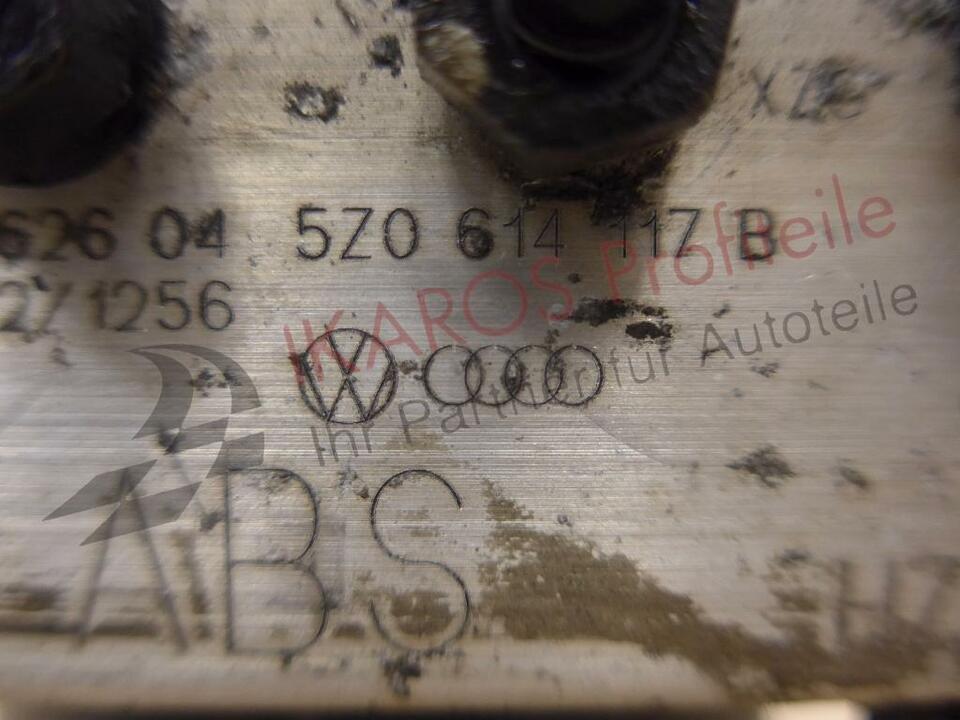 626 04 5Z0 614 117 B
1256
IKAROS Profiteile
Ihr Partner für Autoteile
ABS